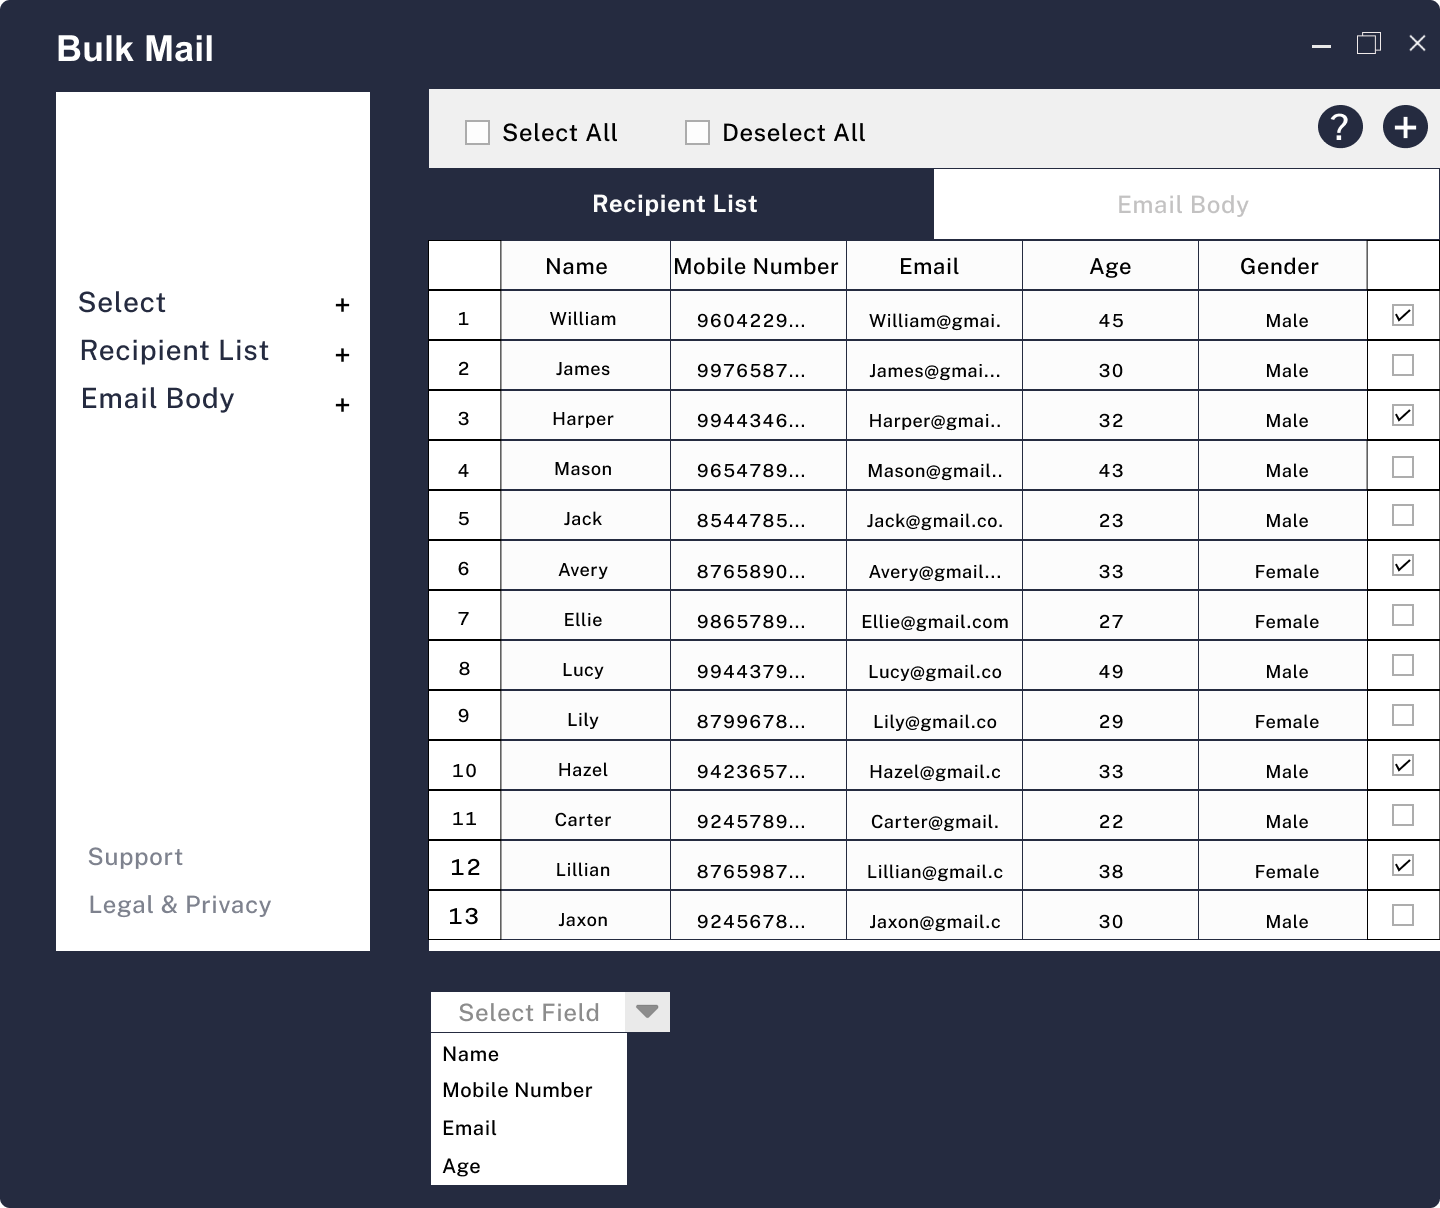 Bulk Mail
Select All Deselect All ? +
Recipient List Email Body
Select +
Recipient List +
Email Body +
Support
Legal & Privacy
Name Mobile Number Email Age Gender
1 William 9604229... William@gmai. 45 Male
2 James 9976587... James@gmai... 30 Male
3 Harper 9944346... Harper@gmai.. 32 Male
4 Mason 9654789... Mason@gmail.. 43 Male
5 Jack 8544785... Jack@gmail.co. 23 Male
6 Avery 8765890... Avery@gmail... 33 Female
7 Ellie 9865789... Ellie@gmail.com 27 Female
8 Lucy 9944379... Lucy@gmail.co 49 Male
9 Lily 8799678... Lily@gmail.co 29 Female
10 Hazel 9423657... Hazel@gmail.c 33 Male
11 Carter 9245789... Carter@gmail. 22 Male
12 Lillian 8765987... Lillian@gmail.c 38 Female
13 Jaxon 9245678... Jaxon@gmail.c 30 Male
Select Field
Name
Mobile Number
Email
Age